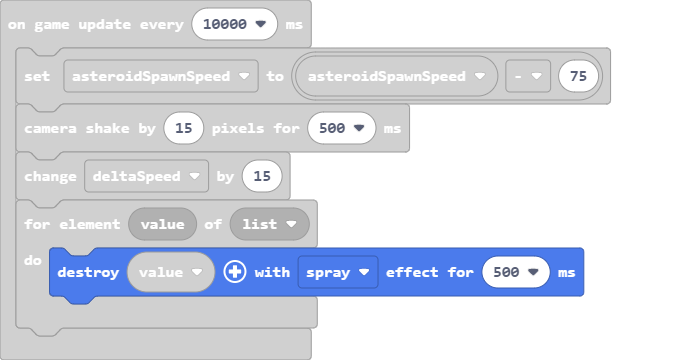 on game update every 10000 ms
set asteroidSpawnSpeed to asteroidSpawnSpeed - 75
camera shake by 15 pixels for 500 ms
change deltaSpeed by 15
for element value of list
do
destroy value with spray effect for 500 ms